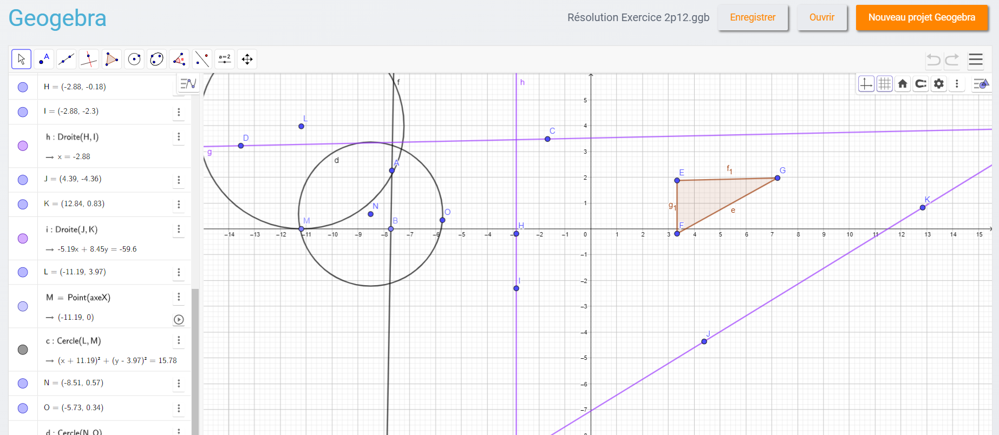 Geogebra
Résolution Exercice 2p12.ggb
Enregistrer
Ouvrir
Nouveau projet Geogebra
A
α
a=2
H = (-2.88, -0.18)
I = (-2.88, -2.3)
h : Droite(H, I)
→ x = -2.88
J = (4.39, -4.36)
K = (12.84, 0.83)
i : Droite(J, K)
→ -5.19x + 8.45y = -59.6
L = (-11.19, 3.97)
M = Point(axeX)
→ (-11.19, 0)
c : Cercle(L, M)
→ (x + 11.19)² + (y - 3.97)² = 15.78
N = (-8.51, 0.57)
O = (-5.73, 0.34)
d : Cercle(N, O)
f
h
5
L
4
C
D
g
3
d
A
E
f₁
G
2
N
O
1
g₁
e
K
M
B
H
F
−14 −13 −12 −11 −10 −9 −8 −7 −6 −5 −4 −2 −1 0 1 2 3 4 5 6 7 8 9 10 11 12 13 14 15
−1
I
−2
−3
−4
J
−5
−6
−7